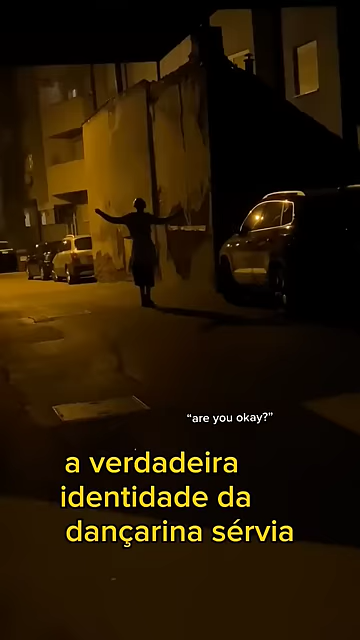 “are you okay?”
a verdadeira
identidade da
dançarina sérvia